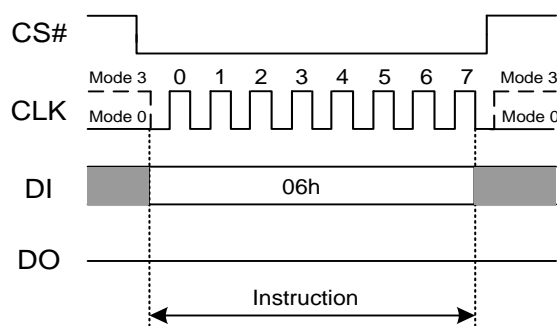 CS#
Mode 3 0 1 2 3 4 5 6 7 Mode 3
CLK
Mode 0 Mode 0
DI 06h
DO
Instruction